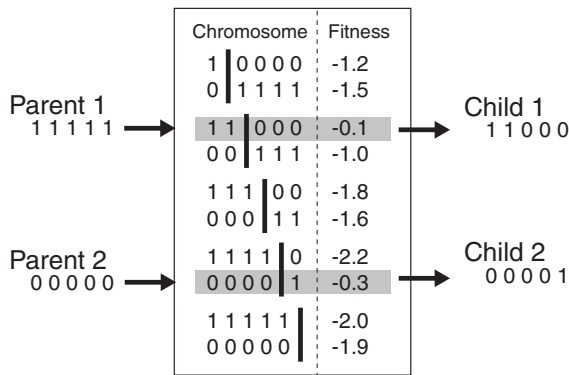 Chromosome Fitness
1 0 0 0 0 -1.2
0 1 1 1 1 -1.5
Parent 1
1 1 1 1 1
1 1 0 0 0 -0.1
0 0 1 1 1 -1.0
Child 1
1 1 0 0 0
1 1 1 0 0 -1.8
0 0 0 1 1 -1.6
Parent 2
0 0 0 0 0
1 1 1 1 0 -2.2
0 0 0 0 1 -0.3
Child 2
0 0 0 0 1
1 1 1 1 1 -2.0
0 0 0 0 0 -1.9